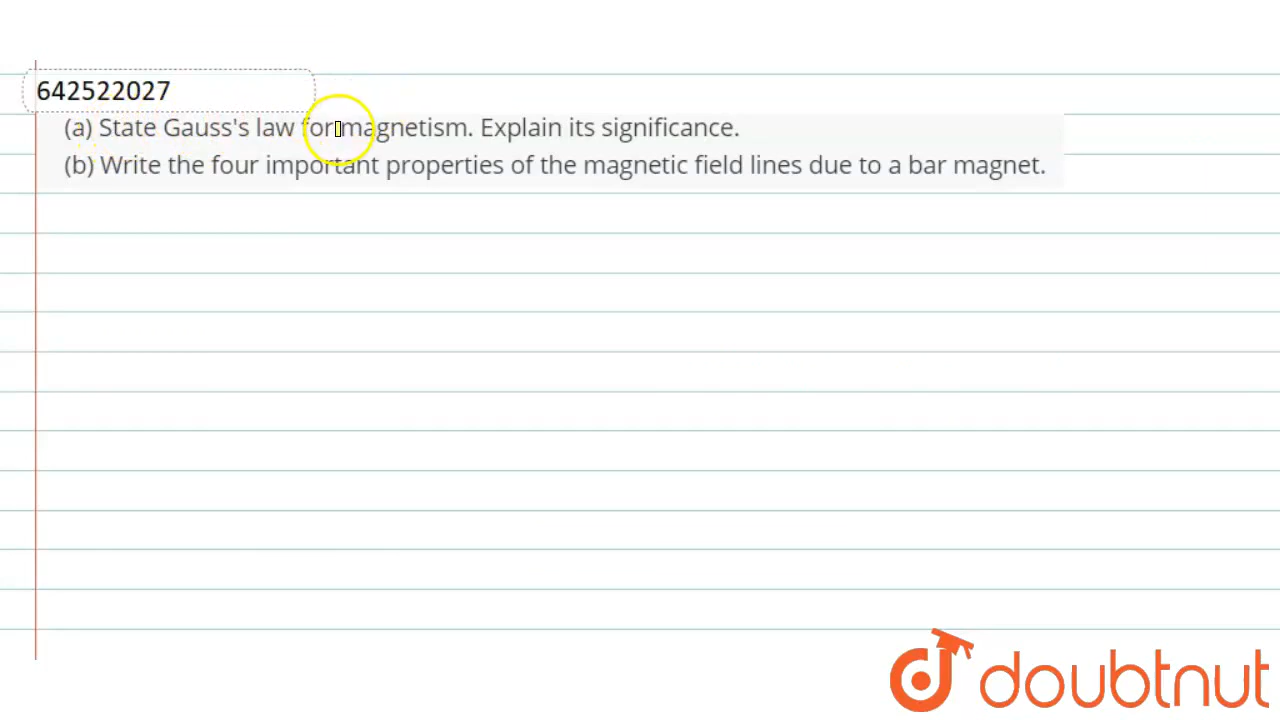 642522027
(a) State Gauss's law for magnetism. Explain its significance.
(b) Write the four important properties of the magnetic field lines due to a bar magnet.
doubtnut